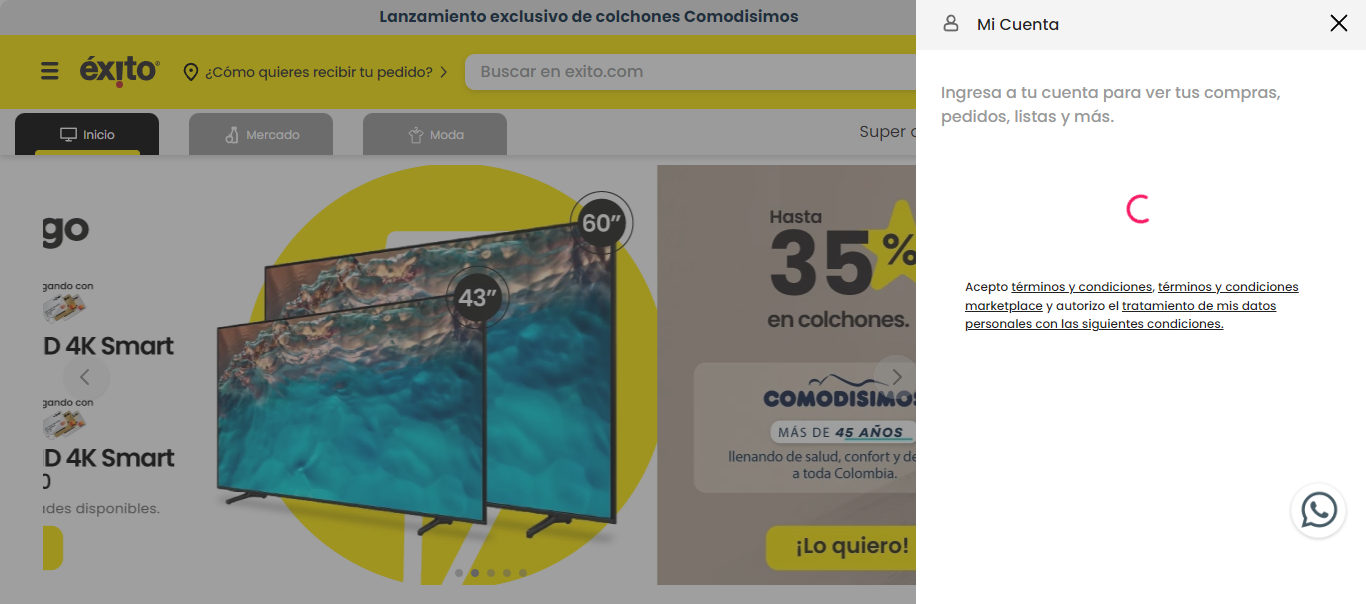 Lanzamiento exclusivo de colchones Comodisimos
éxito
¿Cómo quieres recibir tu pedido?
Buscar en exito.com
Inicio
Mercado
Moda
Super
gando con
D 4K Smart
gando con
D 4K Smart
0
des disponibles.
60”
43”
Hasta
35%
en colchones.
COMODISIMOS
MÁS DE 45 AÑOS
llenando de salud, confort y de
a toda Colombia.
¡Lo quiero!
Mi Cuenta
Ingresa a tu cuenta para ver tus compras,
pedidos, listas y más.
Acepto términos y condiciones, términos y condiciones
marketplace y autorizo el tratamiento de mis datos
personales con las siguientes condiciones.